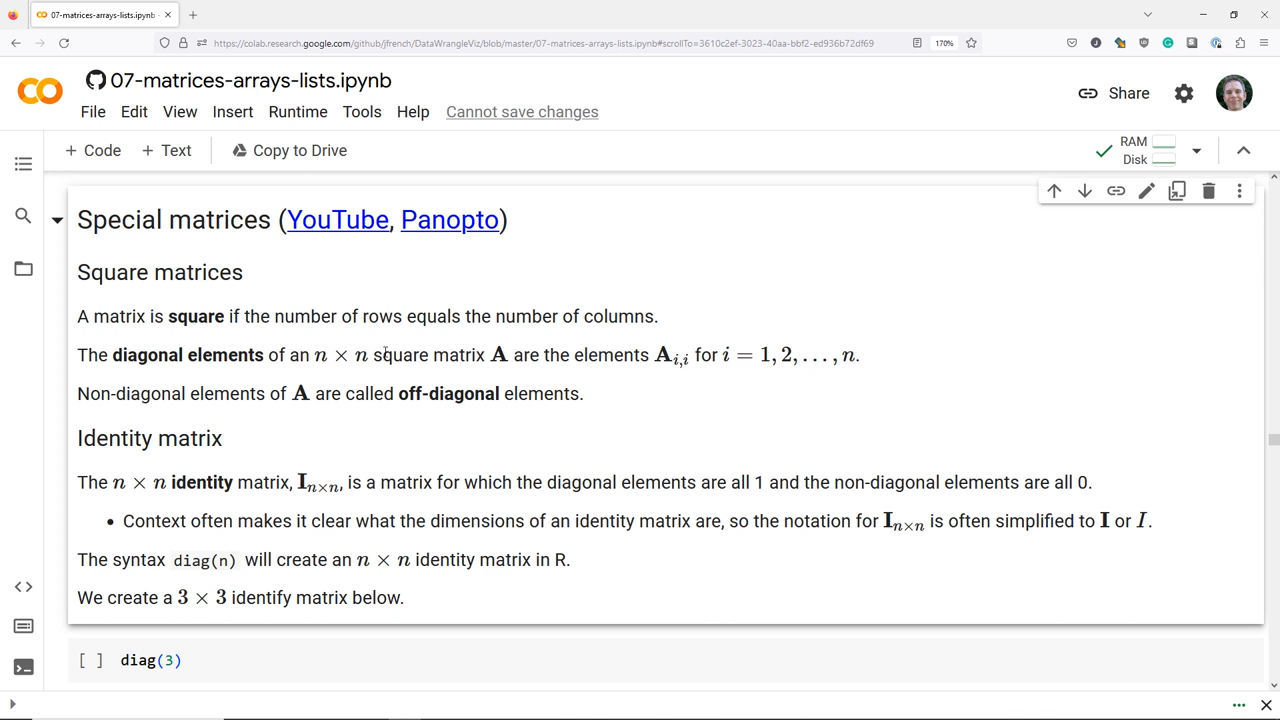 07-matrices-arrays-lists.ipynb
https://colab.research.google.com/github/jfrench/DataWrangleViz/blob/master/07-matrices-arrays-lists.ipynb#scrollTo=3610c2ef-3023-40aa-bbf2-ed936b72df69
170%
07-matrices-arrays-lists.ipynb
File Edit View Insert Runtime Tools Help Cannot save changes
Share
+ Code + Text Copy to Drive
RAM
Disk
Special matrices (YouTube, Panopto)
Square matrices
A matrix is square if the number of rows equals the number of columns.
The diagonal elements of an n × n square matrix A are the elements A_{i,i} for i = 1, 2, . . . , n.
Non-diagonal elements of A are called off-diagonal elements.
Identity matrix
The n × n identity matrix, I_{n×n}, is a matrix for which the diagonal elements are all 1 and the non-diagonal elements are all 0.
• Context often makes it clear what the dimensions of an identity matrix are, so the notation for I_{n×n} is often simplified to I or I.
The syntax diag(n) will create an n × n identity matrix in R.
We create a 3 × 3 identify matrix below.
[ ] diag(3)